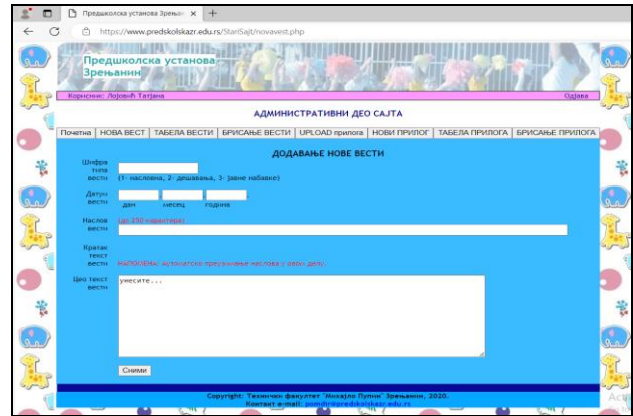 Предшколска установа Зрењан
https://www.predskolskazr.edu.rs/StariSajt/novavest.php
Предшколска установа
Зрењанин
Корисник: Лојовић Татјана Одјава
АДМИНИСТРАТИВНИ ДЕО САЈТА
Почетна НОВА ВЕСТ ТАБЕЛА ВЕСТИ БРИСАЊЕ ВЕСТИ UPLOAD прилога НОВИ ПРИЛОГ ТАБЕЛА ПРИЛОГА БРИСАЊЕ ПРИЛОГА
ДОДАВАЊЕ НОВЕ ВЕСТИ
Шифра
типа
вести
(1- насловна, 2- дешавања, 3- јавне набавке)
Датум
вести
дан месец година
Наслов
вести
(до 250 карактера)
Кратак
текст
вести
НАПОМЕНА: Аутоматско преузимање наслова у овом делу.
Цео текст
вести
унесите...
Сними
Copyright: Технички факултет "Михајло Пупин" Зрењанин, 2020.
Контакт e-mail: pomdir@predskolskazr.edu.rs